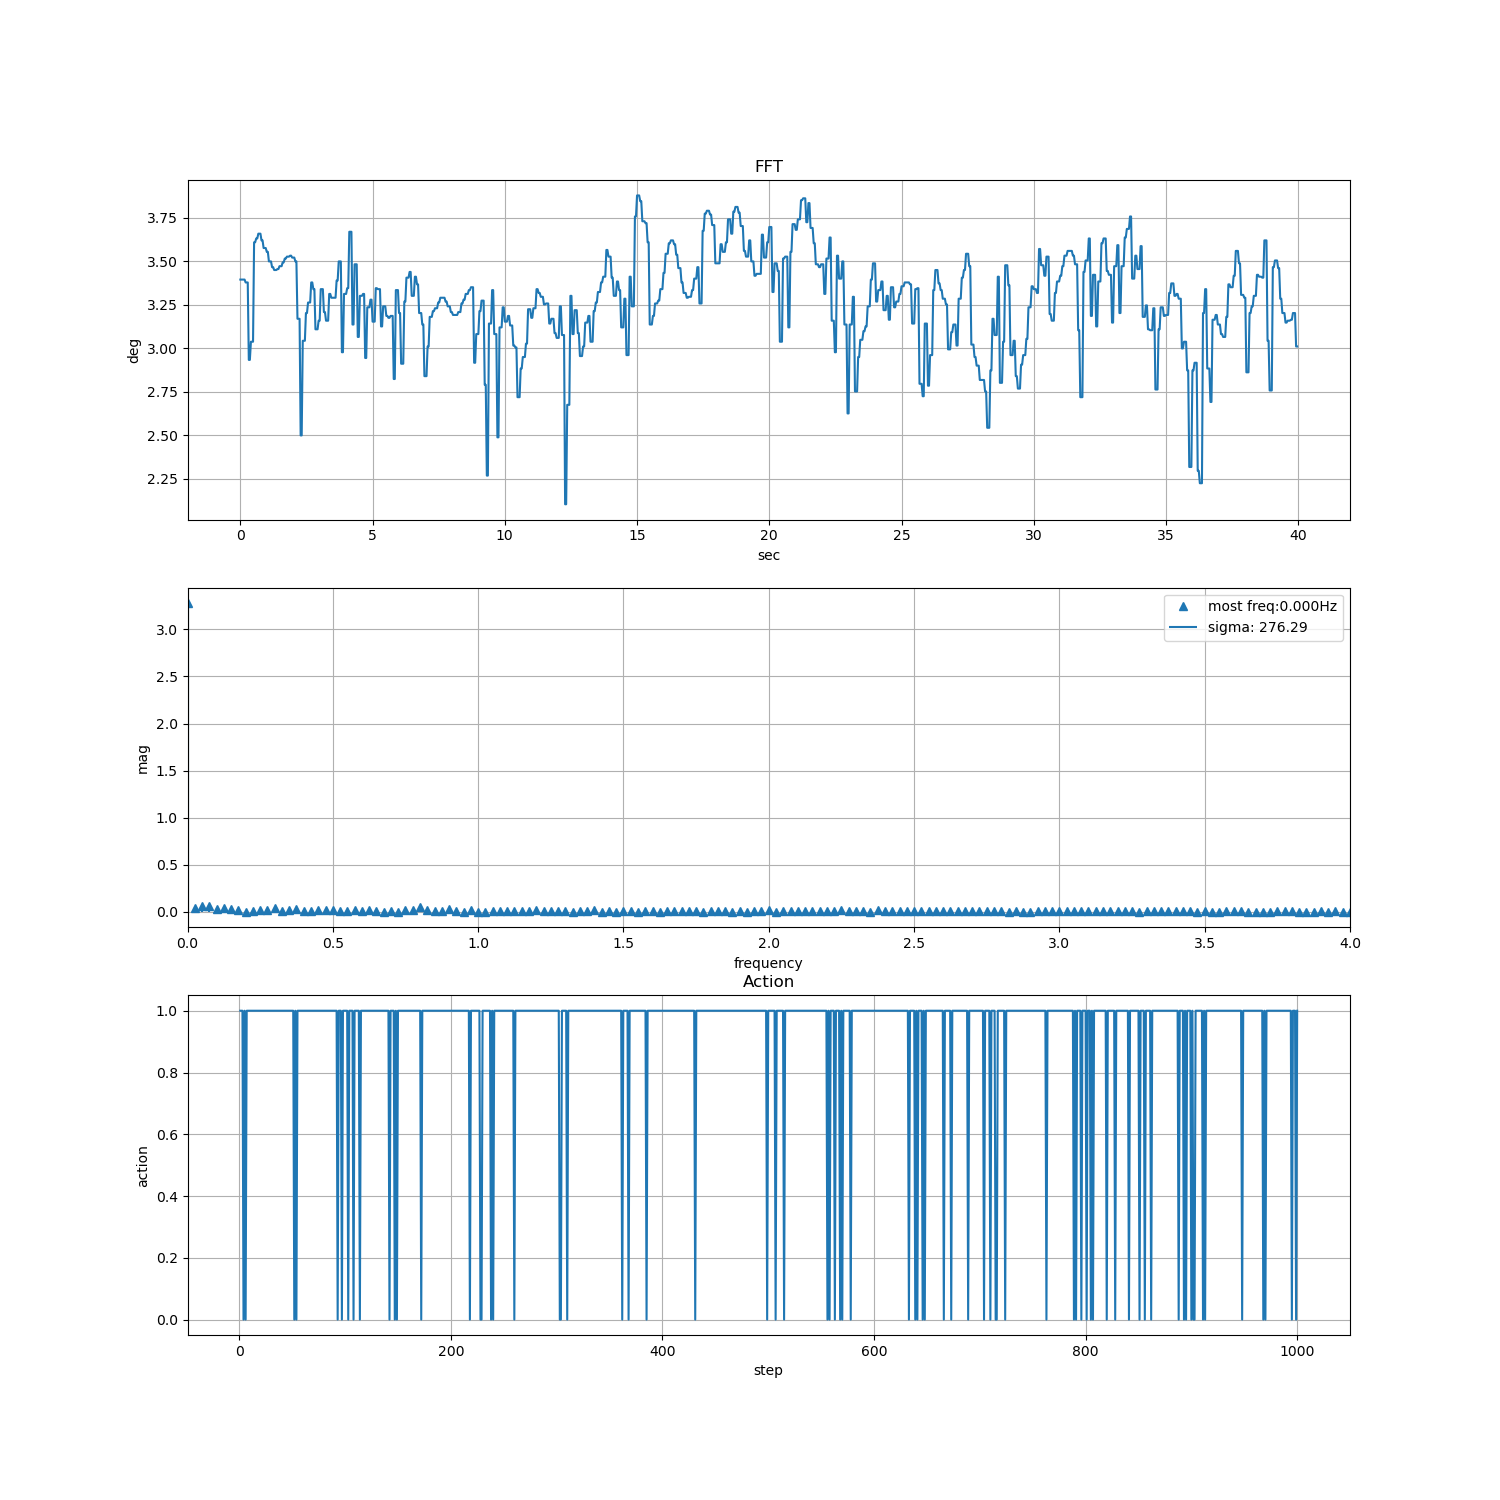 FFT
3.75
3.50
3.25
3.00
2.75
2.50
2.25
deg
0 5 10 15 20 25 30 35 40
sec
most freq:0.000Hz
sigma: 276.29
3.0
2.5
2.0
1.5
1.0
0.5
0.0
mag
0.0 0.5 1.0 1.5 2.0 2.5 3.0 3.5 4.0
frequency
Action
1.0
0.8
0.6
0.4
0.2
0.0
action
0 200 400 600 800 1000
step